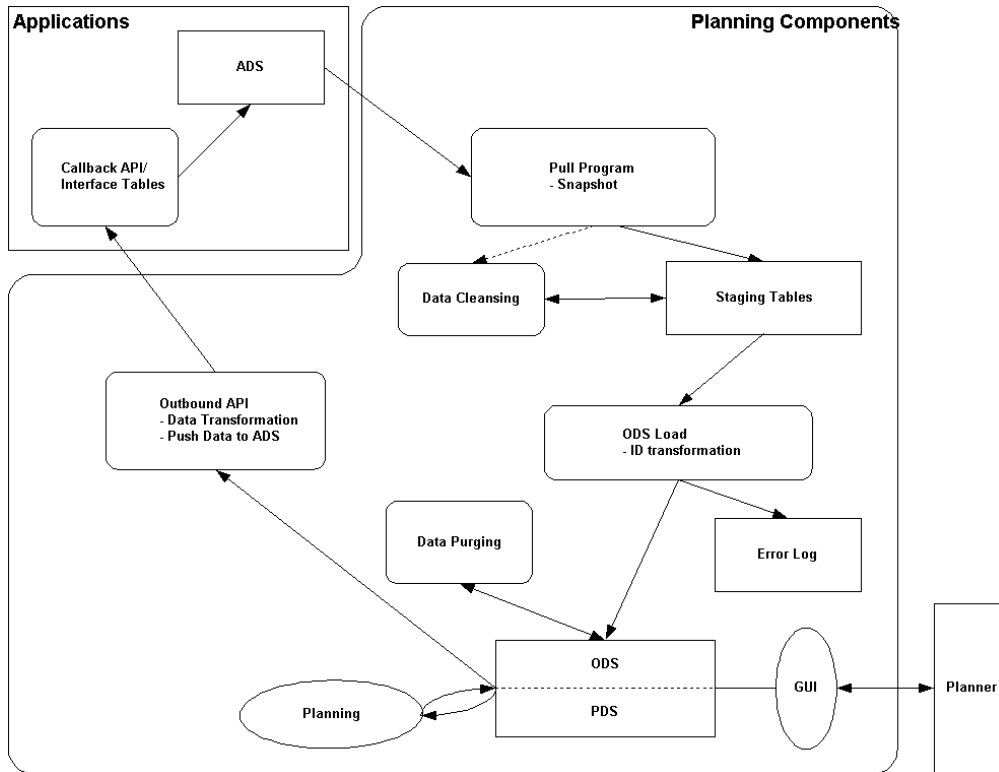 Applications
Planning Components
ADS
Callback API/
Interface Tables
Pull Program
- Snapshot
Data Cleansing
Staging Tables
Outbound API
- Data Transformation
- Push Data to ADS
ODS Load
- ID transformation
Data Purging
Error Log
ODS
PDS
Planning
GUI
Planner